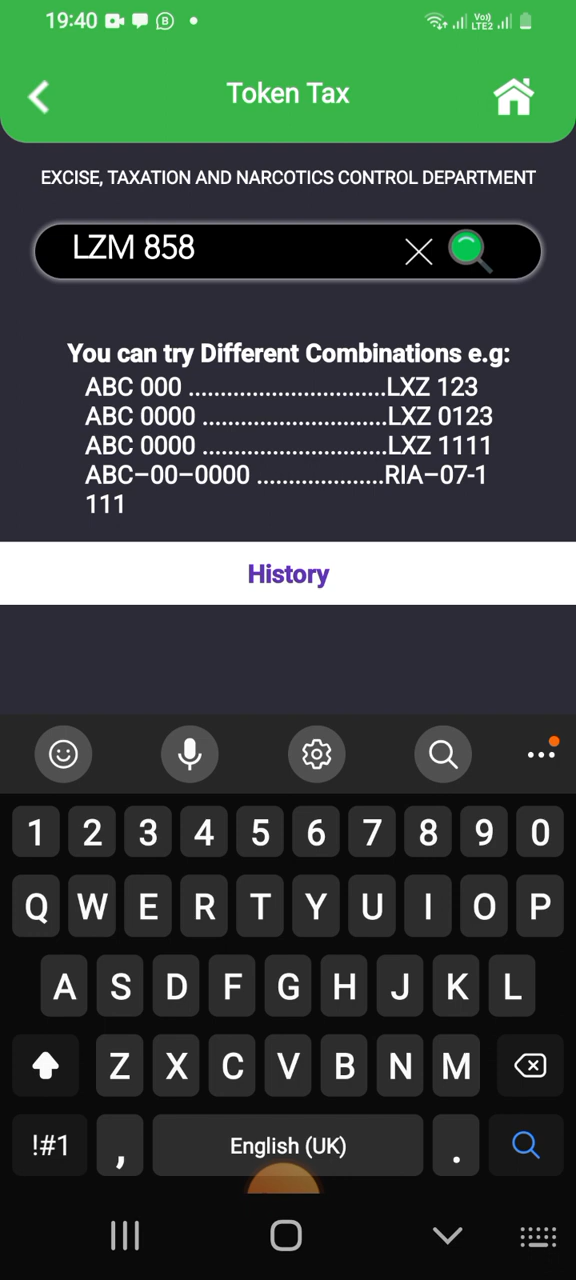 19:40
Vo))
LTE2
Token Tax
EXCISE, TAXATION AND NARCOTICS CONTROL DEPARTMENT
LZM 858
You can try Different Combinations e.g:
ABC 000 ................................LXZ 123
ABC 0000 .............................LXZ 0123
ABC 0000 .............................LXZ 1111
ABC–00–0000 ....................RIA–07-1
111
History
1 2 3 4 5 6 7 8 9 0
Q W E R T Y U I O P
A S D F G H J K L
Z X C V B N M
!#1 , English (UK) .